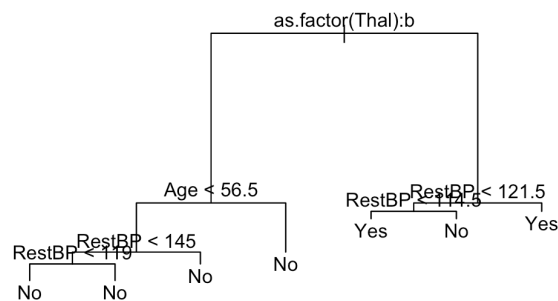 as.factor(Thal):b
Age < 56.5
RestBP < 121.5
RestBP < 114.5
Yes
No
Yes
RestBP < 145
RestBP < 119
No
No
No
No